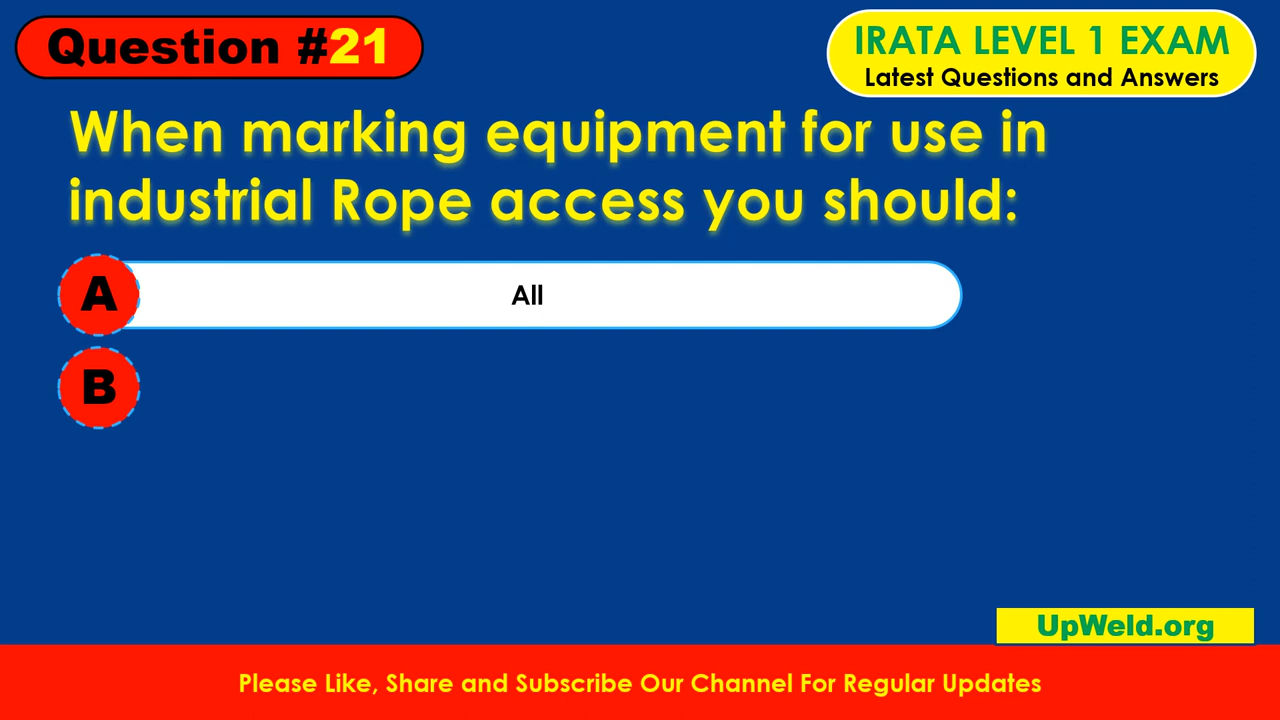 Question #21
IRATA LEVEL 1 EXAM
Latest Questions and Answers
When marking equipment for use in
industrial Rope access you should:
A All
B
UpWeld.org
Please Like, Share and Subscribe Our Channel For Regular Updates